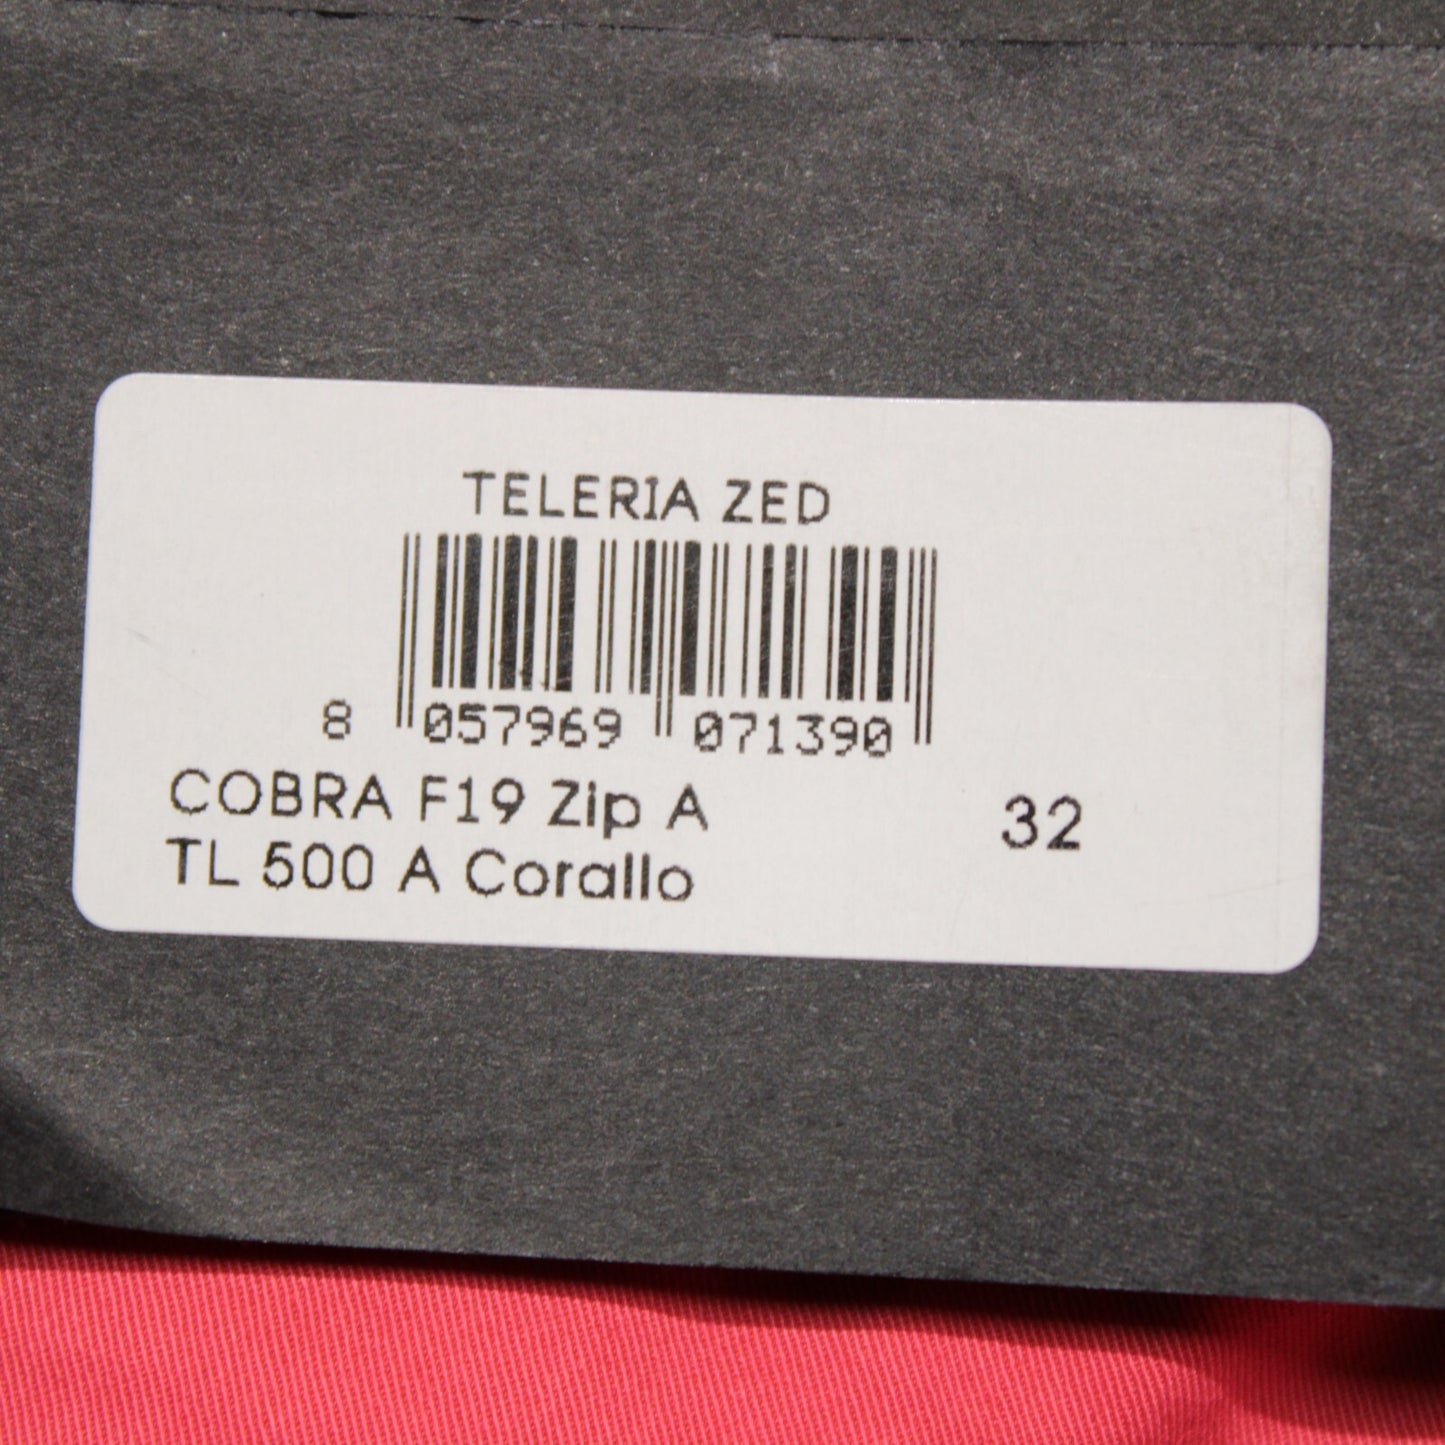 TELERIA ZED
8 057969 071390
COBRA F19 Zip A 32
TL 500 A Corallo